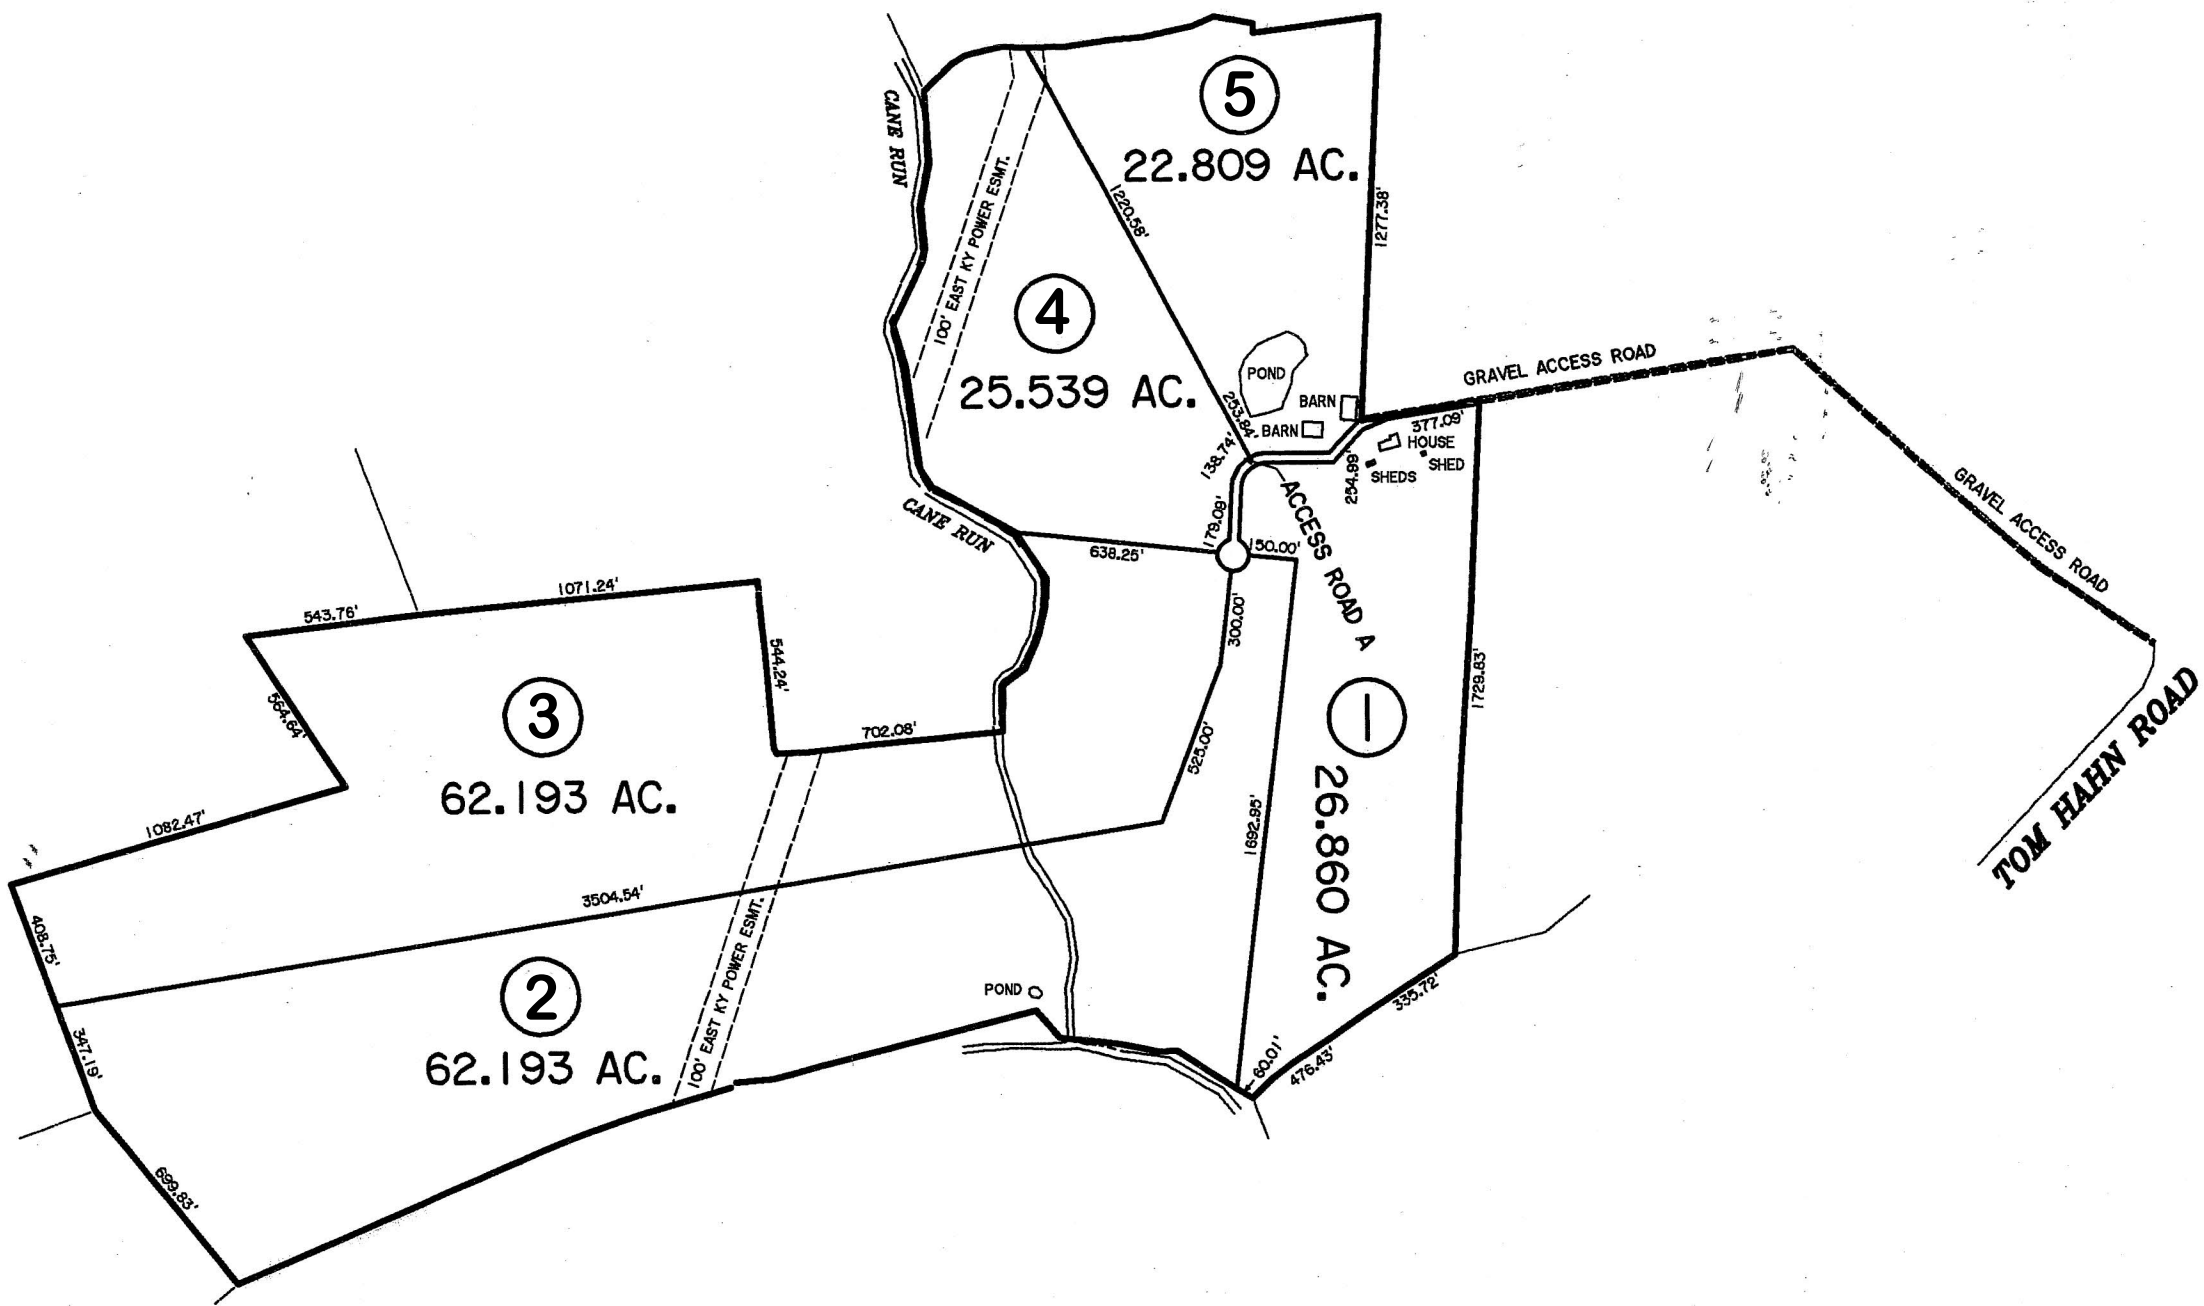 5
22.809 AC.
CANE RUN
100' EAST KY POWER ESMT.
1220.58'
1277.38'
4
25.539 AC.
POND
BARN
BARN
253.84'
138.74'
GRAVEL ACCESS ROAD
377.09'
HOUSE
SHED
SHEDS
254.99'
GRAVEL ACCESS ROAD
CANE RUN
179.09'
638.25'
150.00'
ACCESS ROAD A
300.00'
1071.24'
543.76'
544.24'
564.64'
3
62.193 AC.
702.08'
525.00'
1
26.860 AC.
1729.83'
1692.95'
TOM HAHN ROAD
1082.47'
408.75'
3504.54'
2
62.193 AC.
100' EAST KY POWER ESMT.
POND
347.19'
699.83'
60.01'
476.43'
335.72'